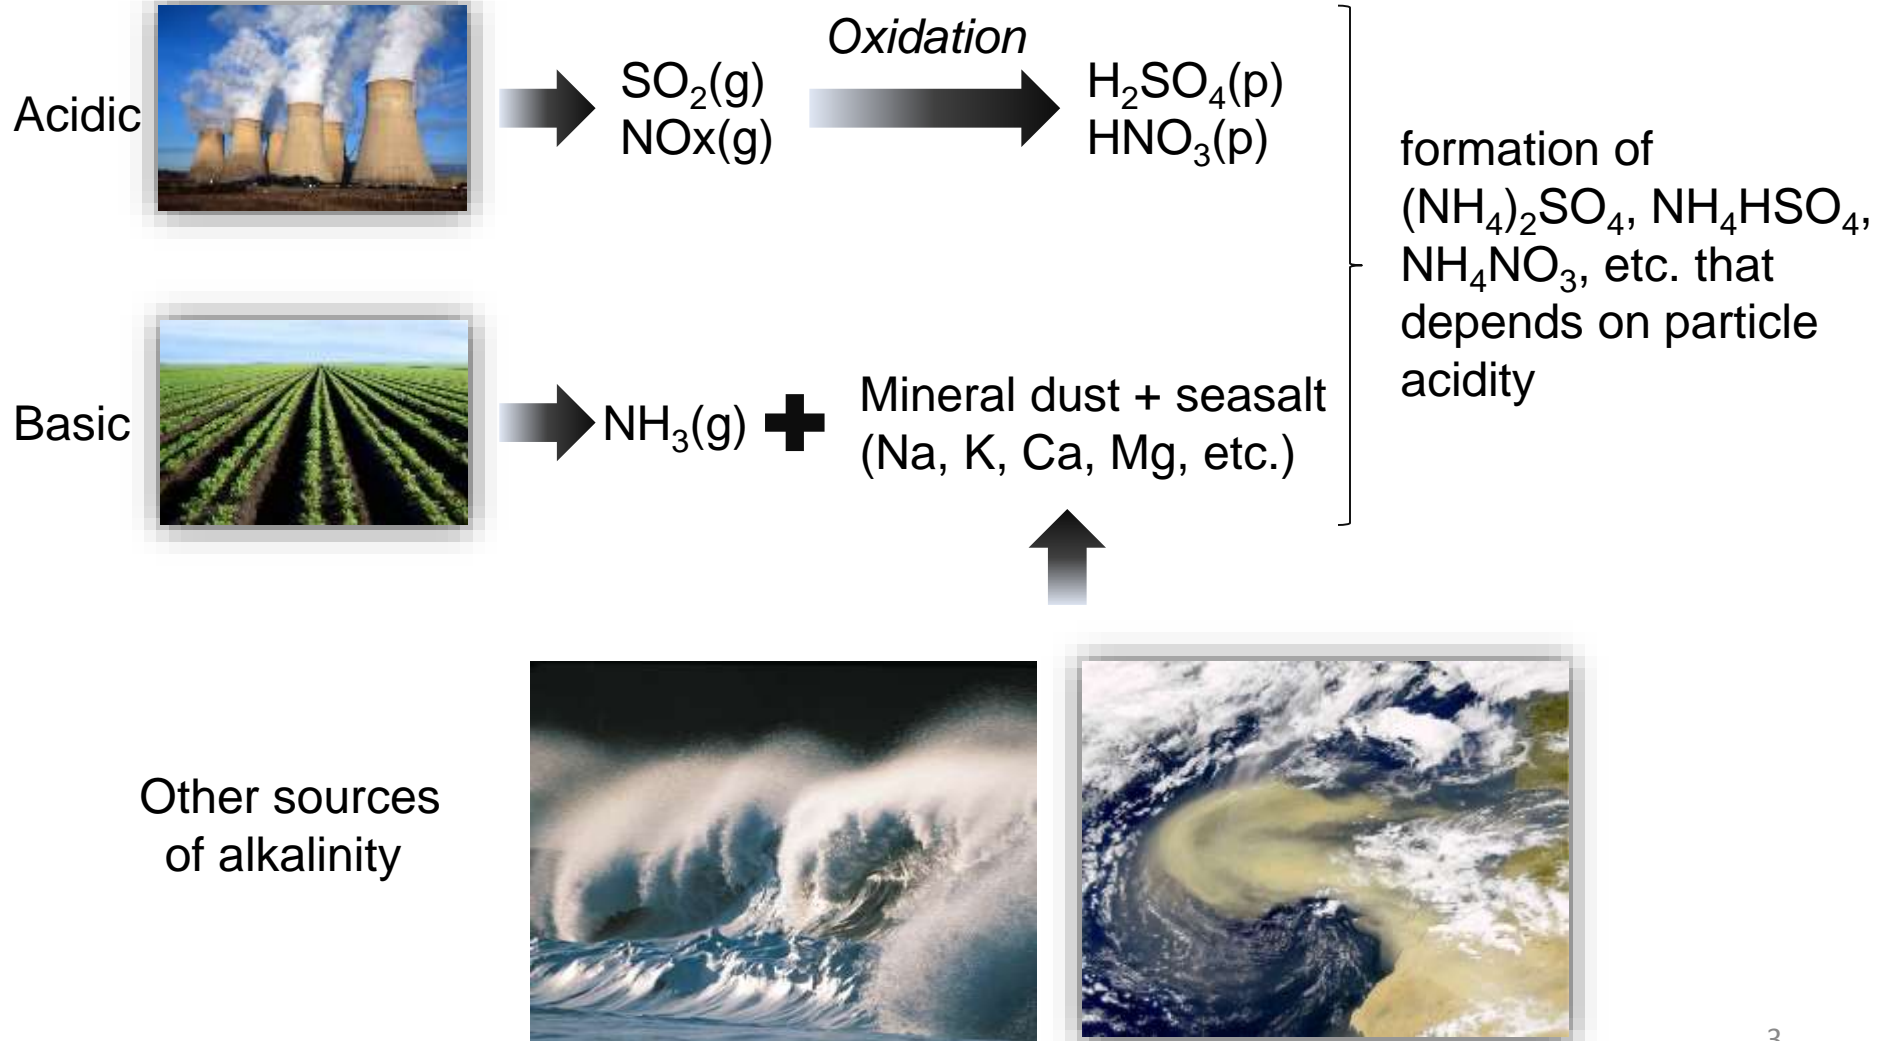 Acidic
SO₂(g)
NOx(g)
Oxidation
H₂SO₄(p)
HNO₃(p)
formation of
(NH₄)₂SO₄, NH₄HSO₄,
NH₄NO₃, etc. that
depends on particle
acidity
Basic
NH₃(g)
Mineral dust + seasalt
(Na, K, Ca, Mg, etc.)
Other sources
of alkalinity
3